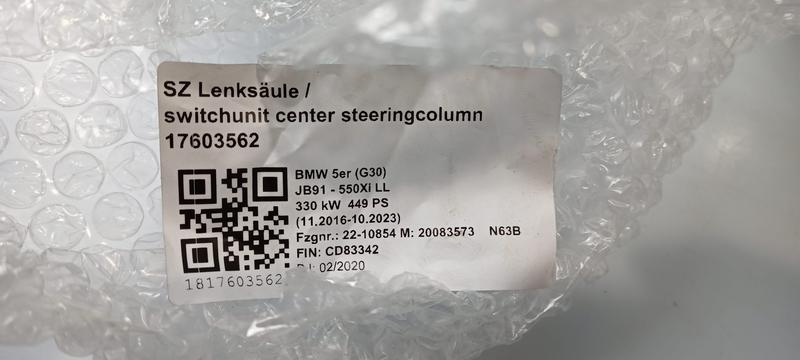 SZ Lenksäule /
switchunit center steeringcolumn
17603562
BMW 5er (G30)
JB91 - 550Xi LL
330 kW 449 PS
(11.2016-10.2023)
Fzgnr.: 22-10854 M: 20083573 N63B
FIN: CD83342
02/2020
1817603562